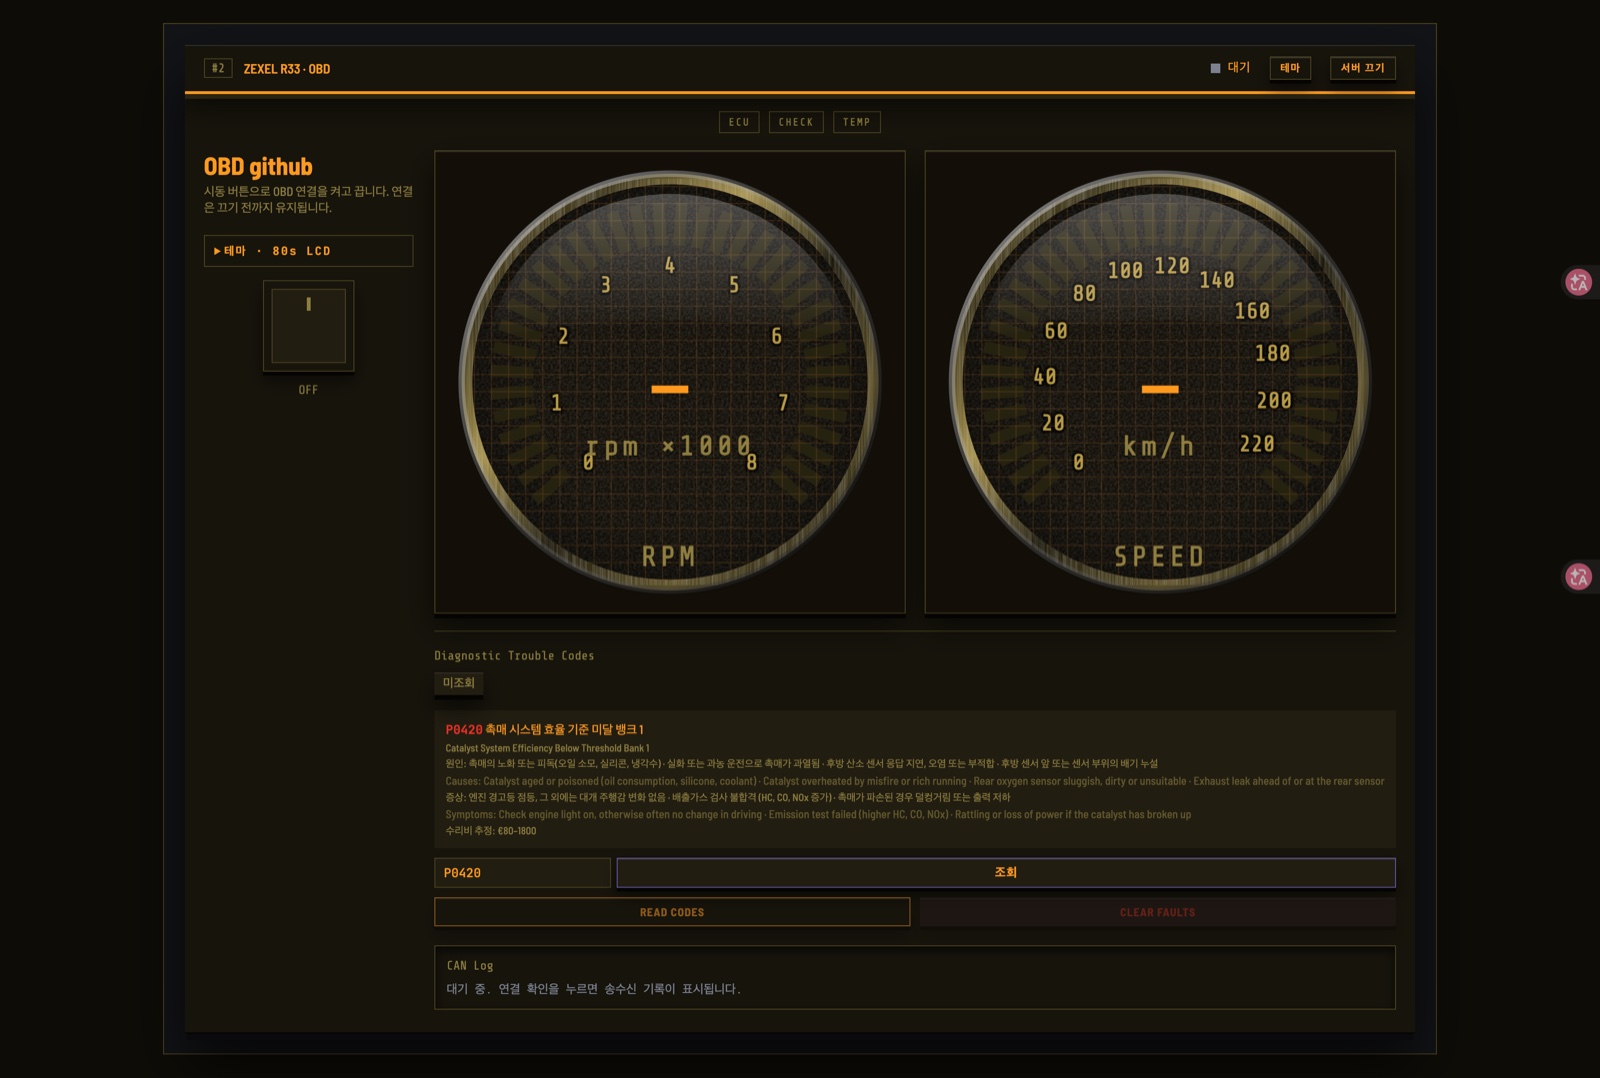 #2 ZEXEL R33 · OBD
대기 테마 서버 끄기
ECU CHECK TEMP
OBD github
시동 버튼으로 OBD 연결을 켜고 끕니다. 연결
은 끄기 전까지 유지됩니다.
▶테마 · 80s LCD
OFF
0 1 2 3 4 5 6 7 8
rpm ×1000
RPM
0 20 40 60 80 100 120 140 160 180 200 220
km/h
SPEED
Diagnostic Trouble Codes
미조회
P0420 촉매 시스템 효율 기준 미달 뱅크 1
Catalyst System Efficiency Below Threshold Bank 1
원인: 촉매의 노화 또는 피독(오일 소모, 실리콘, 냉각수) · 실화 또는 과농 운전으로 촉매가 과열됨 · 후방 산소 센서 응답 지연, 오염 또는 부적합 · 후방 센서 앞 또는 센서 부위의 배기 누설
Causes: Catalyst aged or poisoned (oil consumption, silicone, coolant) · Catalyst overheated by misfire or rich running · Rear oxygen sensor sluggish, dirty or unsuitable · Exhaust leak ahead of or at the rear sensor
증상: 엔진 경고등 점등, 그 외에는 대개 주행감 변화 없음 · 배출가스 검사 불합격 (HC, CO, NOx 증가) · 촉매가 파손된 경우 덜컹거림 또는 출력 저하
Symptoms: Check engine light on, otherwise often no change in driving · Emission test failed (higher HC, CO, NOx) · Rattling or loss of power if the catalyst has broken up
수리비 추정: €80-1800
P0420 조회
READ CODES CLEAR FAULTS
CAN Log
대기 중. 연결 확인을 누르면 송수신 기록이 표시됩니다.